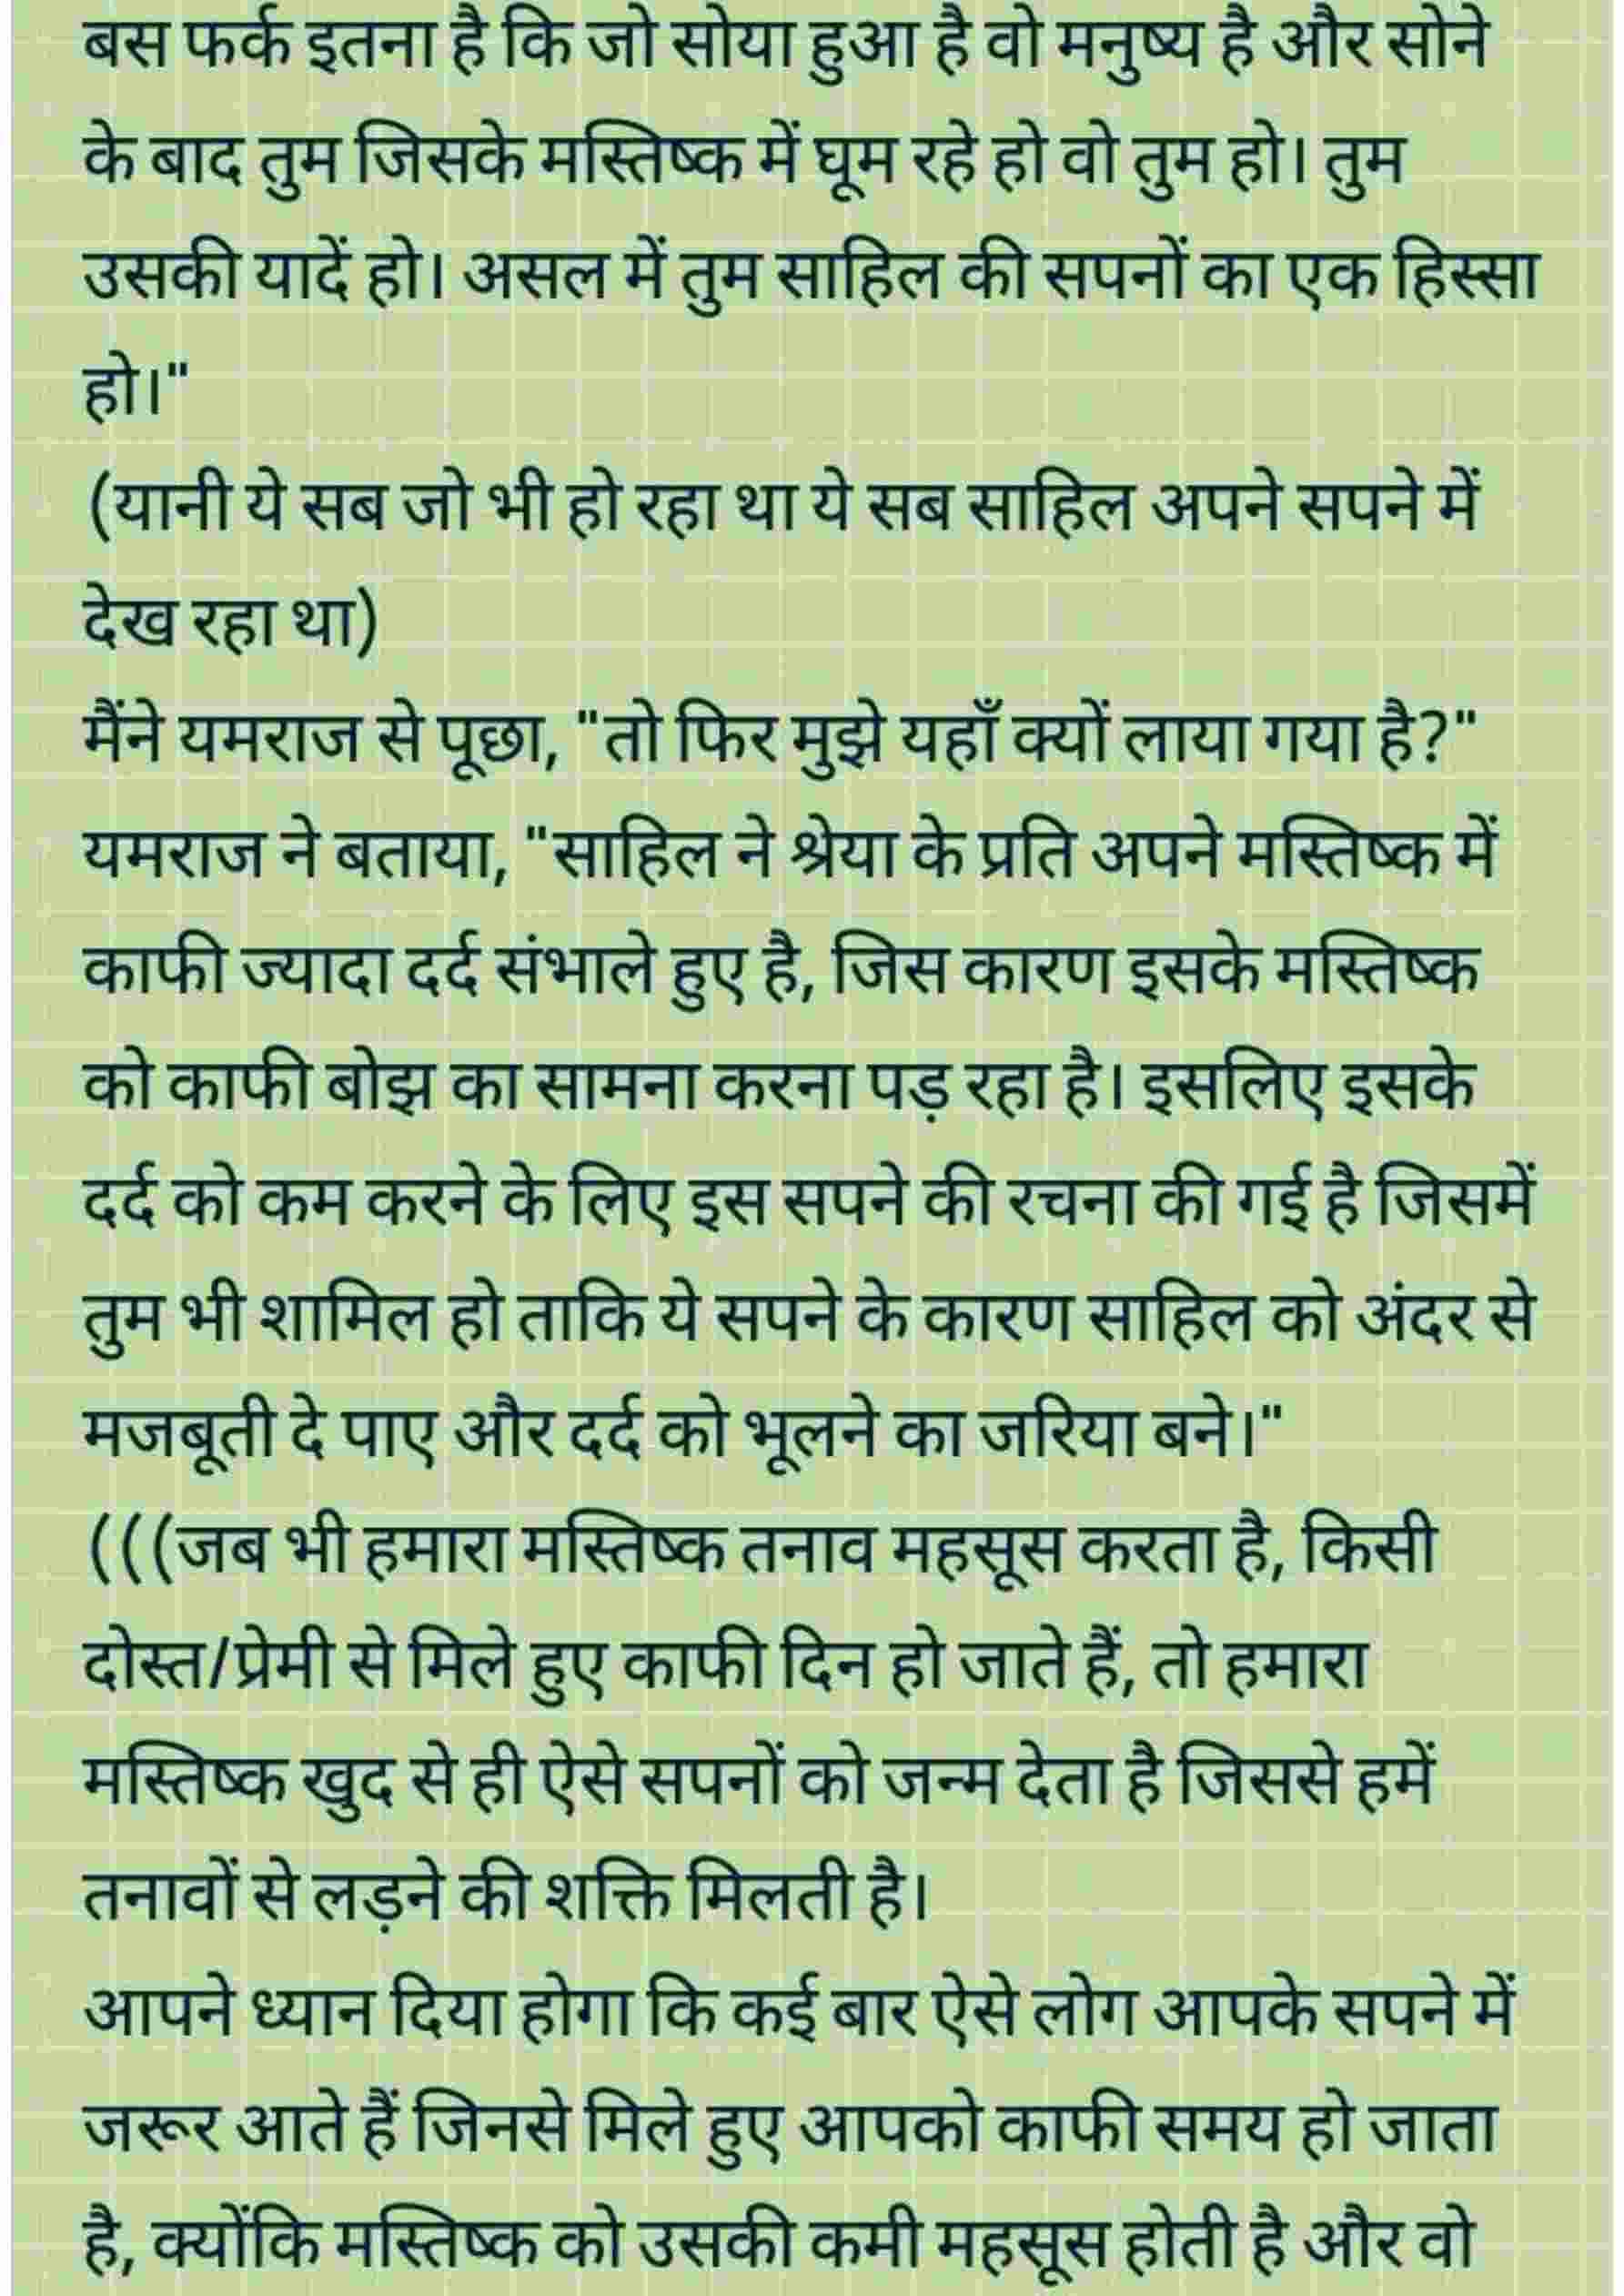 बस फर्क इतना है कि जो सोया हुआ है वो मनुष्य है और सोने
के बाद तुम जिसके मस्तिष्क में घूम रहे हो वो तुम हो। तुम
उसकी यादें हो। असल में तुम साहिल की सपनों का एक हिस्सा
हो।"
(यानी ये सब जो भी हो रहा था ये सब साहिल अपने सपने में
देख रहा था)
मैंने यमराज से पूछा, "तो फिर मुझे यहाँ क्यों लाया गया है?"
यमराज ने बताया, "साहिल ने श्रेया के प्रति अपने मस्तिष्क में
काफी ज्यादा दर्द संभाले हुए है, जिस कारण इसके मस्तिष्क
को काफी बोझ का सामना करना पड़ रहा है। इसलिए इसके
दर्द को कम करने के लिए इस सपने की रचना की गई है जिसमें
तुम भी शामिल हो ताकि ये सपने के कारण साहिल को अंदर से
मजबूती दे पाए और दर्द को भूलने का जरिया बने।"
(((जब भी हमारा मस्तिष्क तनाव महसूस करता है, किसी
दोस्त/प्रेमी से मिले हुए काफी दिन हो जाते हैं, तो हमारा
मस्तिष्क खुद से ही ऐसे सपनों को जन्म देता है जिससे हमें
तनावों से लड़ने की शक्ति मिलती है।
आपने ध्यान दिया होगा कि कई बार ऐसे लोग आपके सपने में
जरूर आते हैं जिनसे मिले हुए आपको काफी समय हो जाता
है, क्योंकि मस्तिष्क को उसकी कमी महसूस होती है और वो